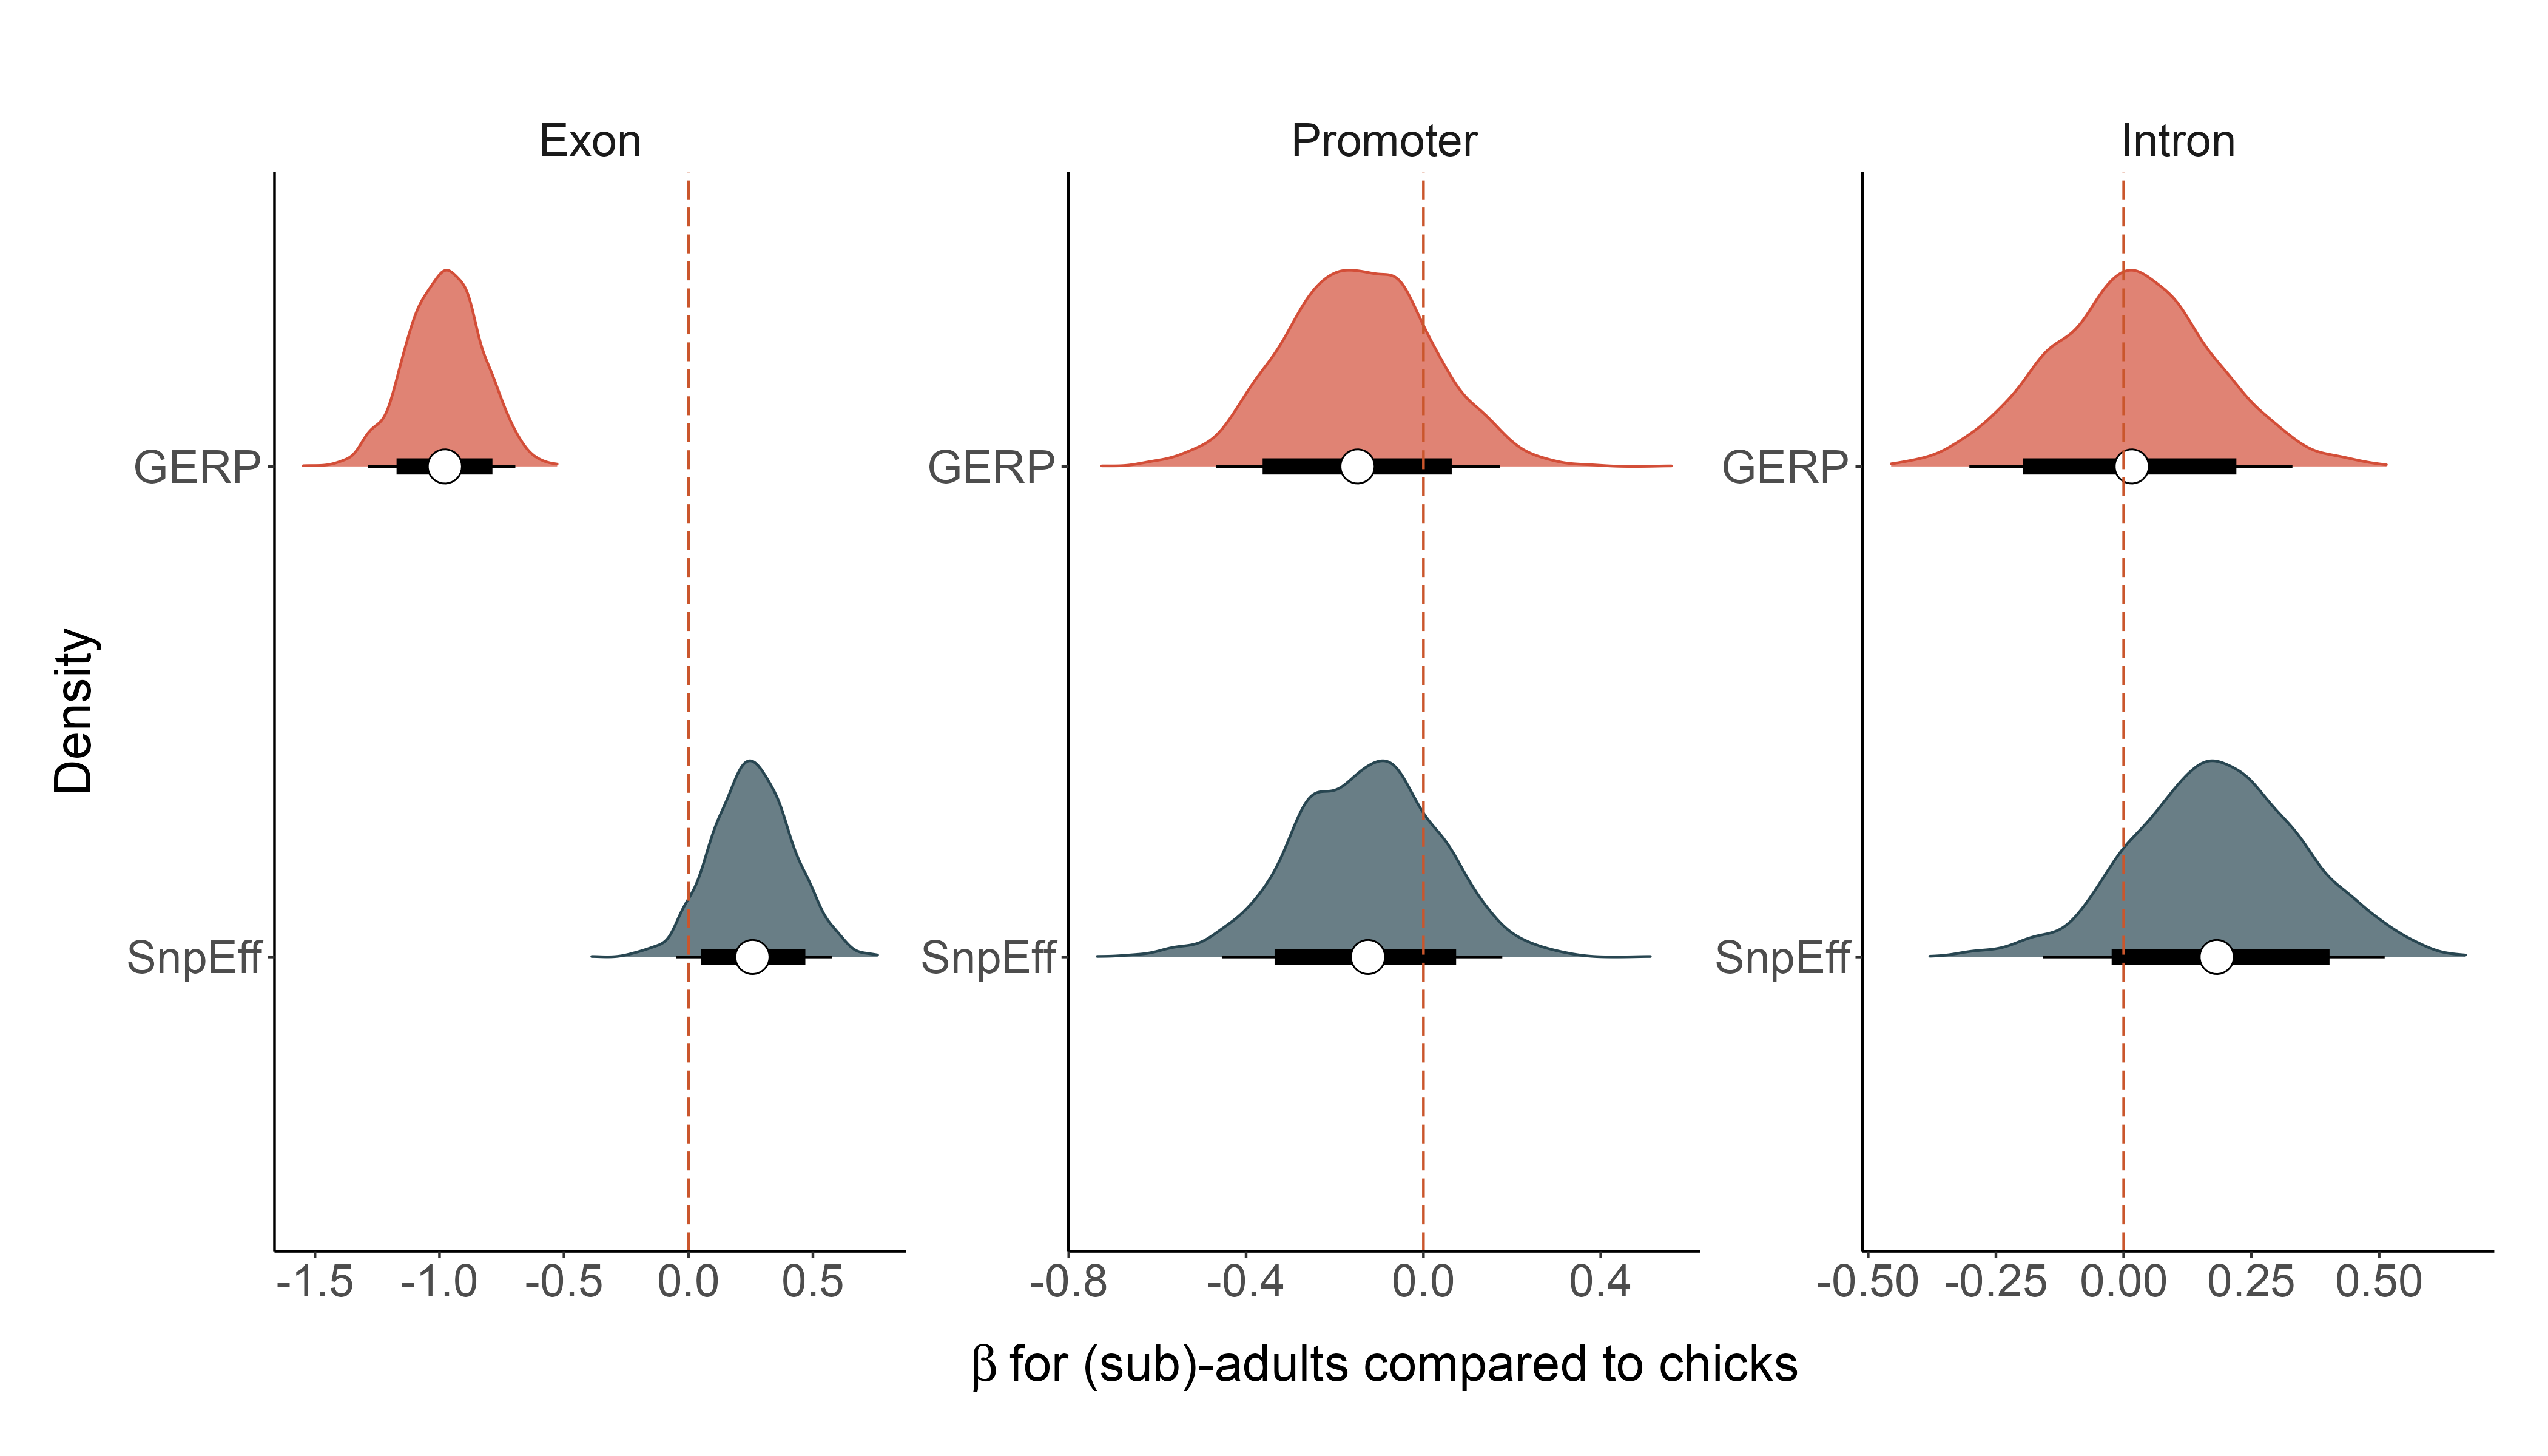 Exon Promoter Intron
GERP GERP GERP
Density
SnpEff SnpEff SnpEff
-1.5 -1.0 -0.5 0.0 0.5 -0.8 -0.4 0.0 0.4 -0.50 -0.25 0.00 0.25 0.50
β for (sub)-adults compared to chicks